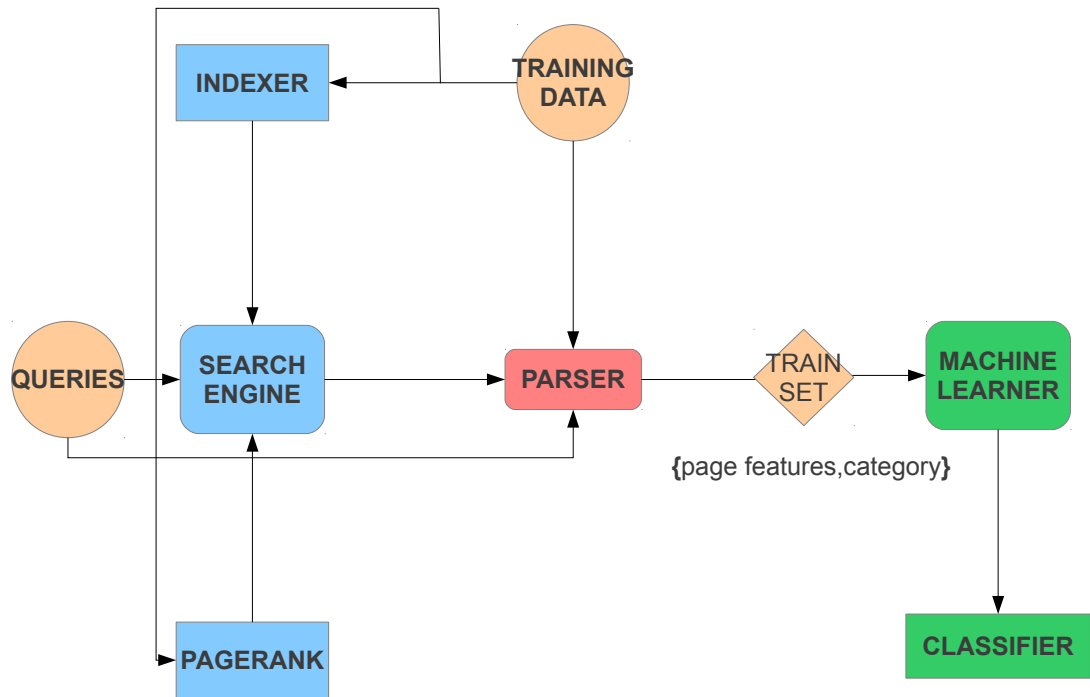 TRAINING
DATA
INDEXER
QUERIES
SEARCH
ENGINE
PARSER
TRAIN
SET
MACHINE
LEARNER
{page features,category}
PAGERANK
CLASSIFIER